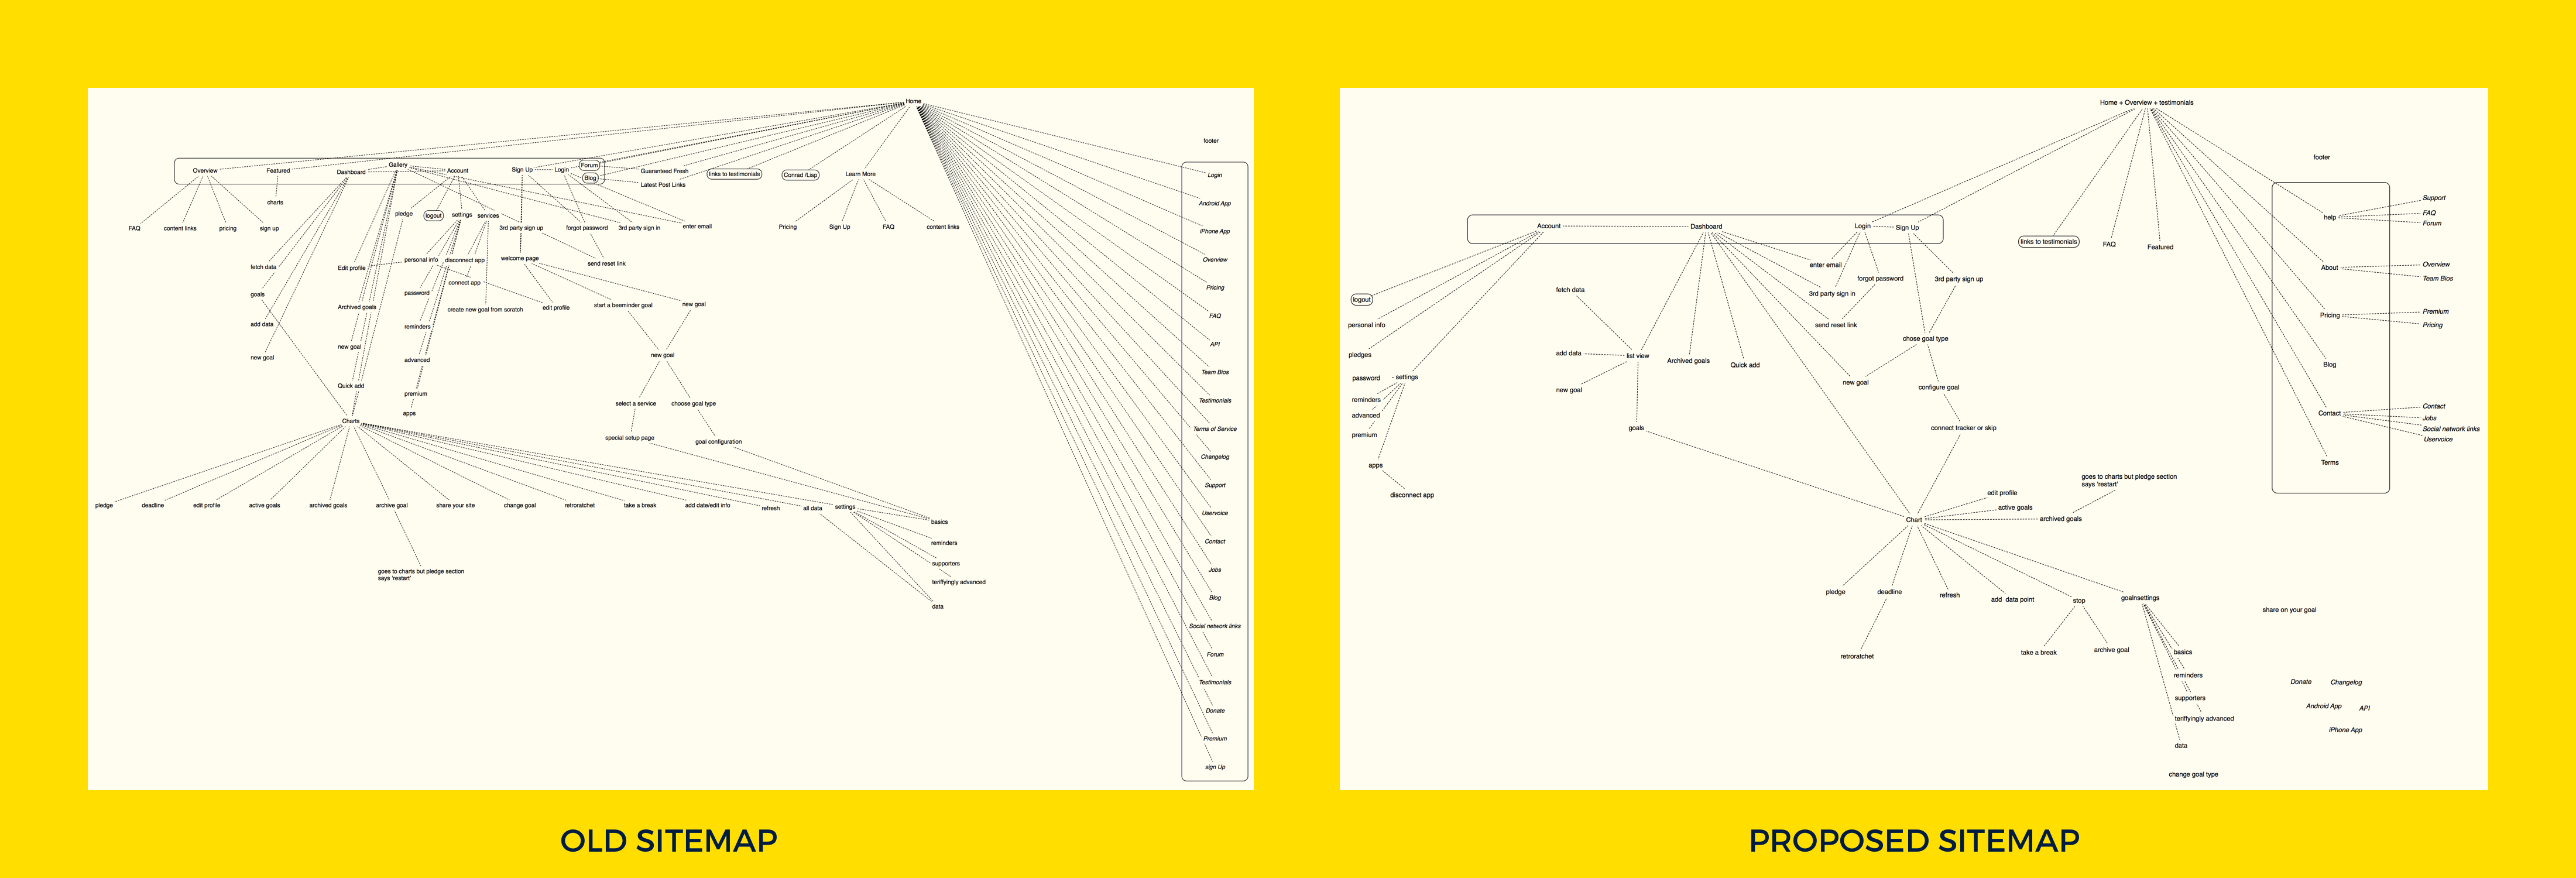 Home
footer
Gallery
Overview
Featured
Dashboard
Account
Sign Up
Login
Forum
Blog
Guaranteed Fresh
Latest Post Links
links to testimonials
Conrad /Lisp
Learn More
charts
FAQ
content links
pricing
sign up
pledge
logout
settings
services
3rd party sign up
forgot password
3rd party sign in
enter email
Pricing
Sign Up
FAQ
content links
fetch data
Edit profile
personal info
disconnect app
welcome page
send reset link
goals
password
connect app
Archived goals
create new goal from scratch
edit profile
start a beeminder goal
new goal
add data
reminders
new goal
new goal
advanced
new goal
Quick add
premium
apps
select a service
choose goal type
Charts
special setup page
goal configuration
pledge
deadline
edit profile
active goals
archived goals
archive goal
share your site
change goal
retroratchet
take a break
add date/edit info
refresh
all data
settings
basics
reminders
supporters
teriffyingly advanced
data
goes to charts but pledge section
says 'restart'
Login
Android App
iPhone App
Overview
Pricing
FAQ
API
Team Bios
Testimonials
Terms of Service
Changelog
Support
Uservoice
Contact
Jobs
Blog
Social network links
Forum
Testimonials
Donate
Premium
sign Up
OLD SITEMAP
Home + Overview + testimonials
footer
Account
Dashboard
Login
Sign Up
links to testimonials
FAQ
Featured
help
Support
FAQ
Forum
About
Overview
Team Bios
Pricing
Premium
Pricing
Blog
Contact
Contact
Jobs
Social network links
Uservoice
Terms
logout
personal info
pledges
settings
password
reminders
advanced
premium
apps
disconnect app
fetch data
add data
list view
new goal
goals
Archived goals
Quick add
enter email
forgot password
3rd party sign in
3rd party sign up
send reset link
chose goal type
new goal
configure goal
connect tracker or skip
Chart
edit profile
active goals
archived goals
goes to charts but pledge section
says 'restart'
pledge
deadline
refresh
add data point
stop
goalnsettings
retroratchet
take a break
archive goal
basics
reminders
supporters
teriffyingly advanced
data
change goal type
share on your goal
Donate
Changelog
Android App
API
iPhone App
PROPOSED SITEMAP